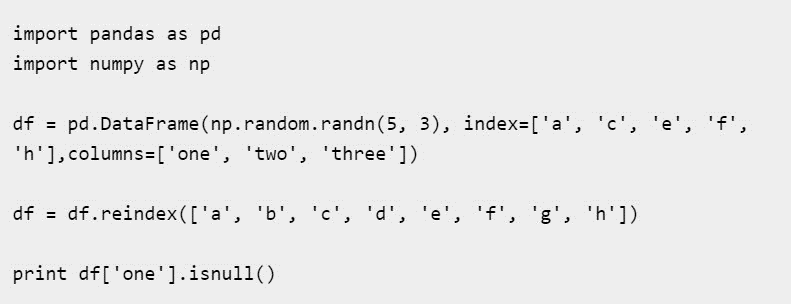 import pandas as pd
import numpy as np
df = pd.DataFrame(np.random.randn(5, 3), index=['a', 'c', 'e', 'f',
'h'],columns=['one', 'two', 'three'])
df = df.reindex(['a', 'b', 'c', 'd', 'e', 'f', 'g', 'h'])
print df['one'].isnull()